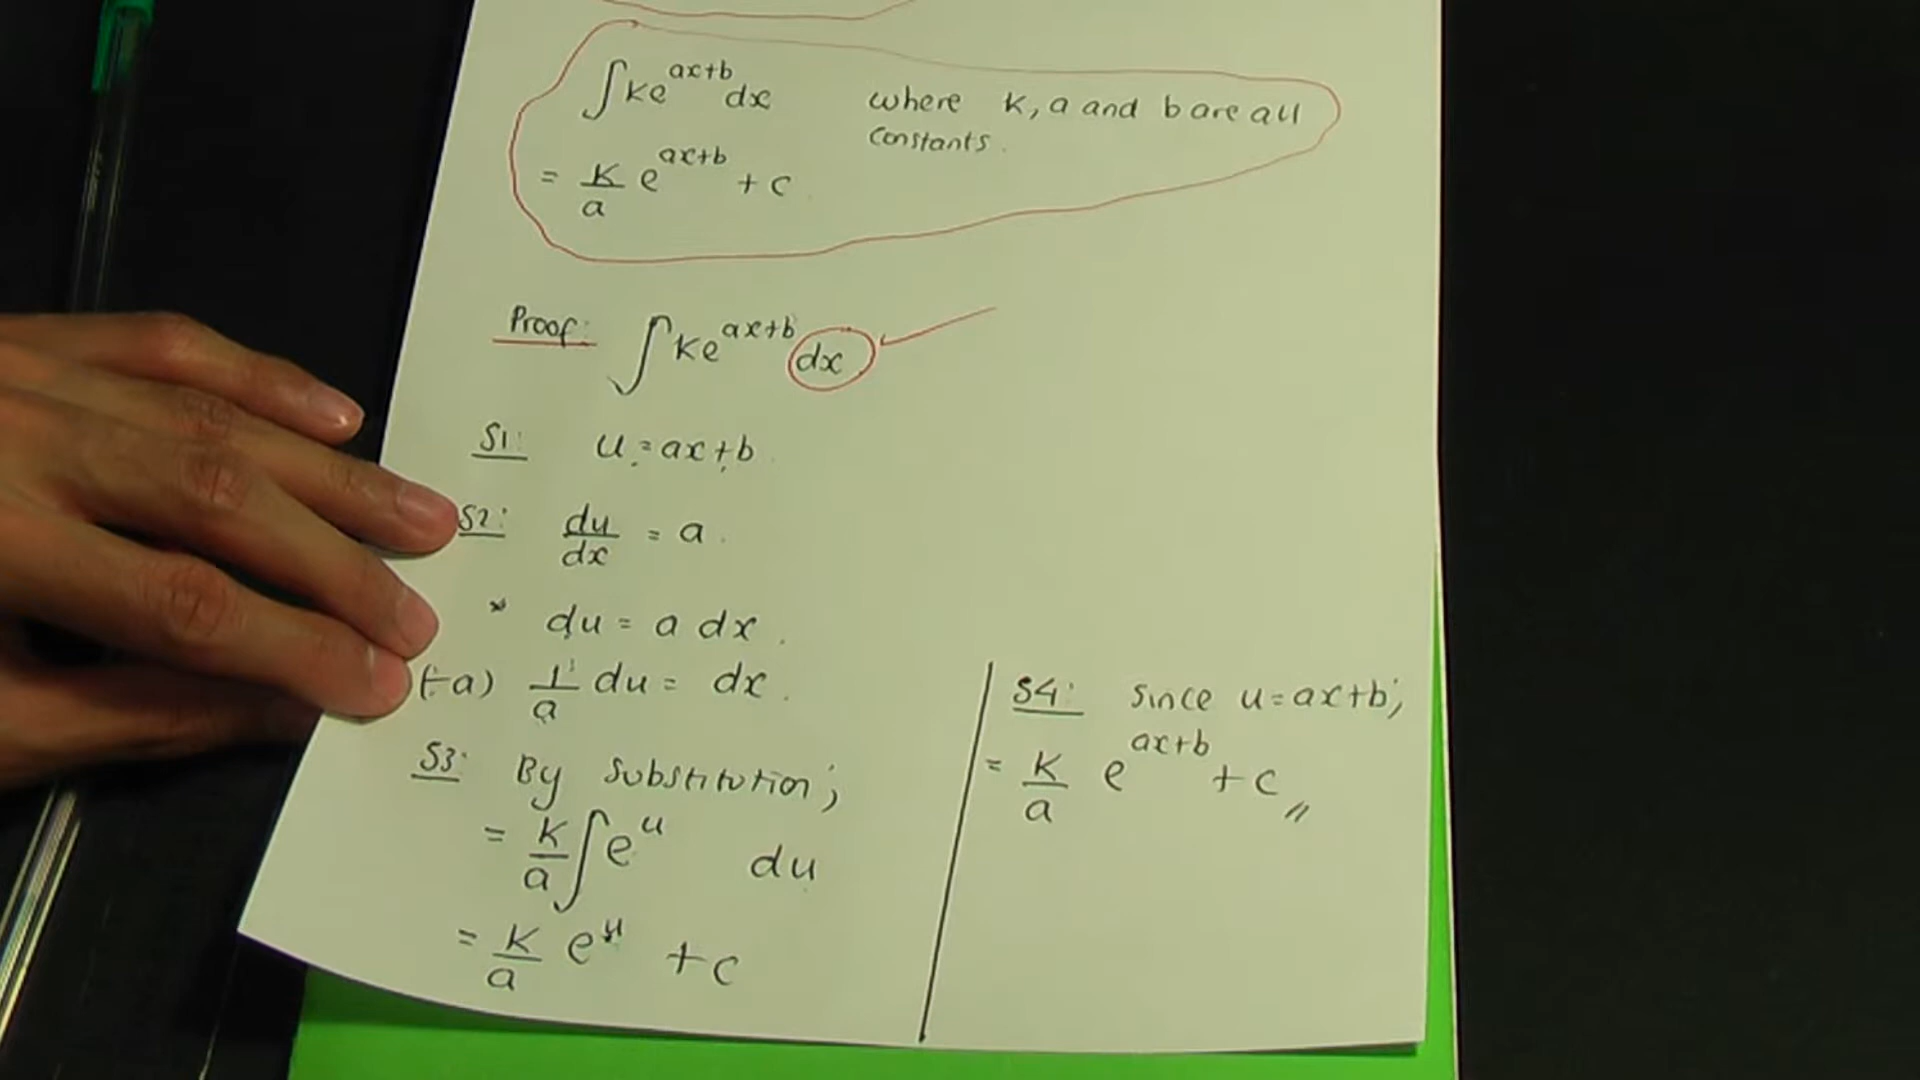 ∫ke^(ax+b) dx where k, a and b are all
constants.
= k/a e^(ax+b) + c
Proof: ∫ke^(ax+b) dx
S1: u = ax+b
S2: du/dx = a.
* du = a dx.
(÷a) 1/a du = dx.
S3: By substitution;
= k/a ∫e^u du
= k/a e^u + c
S4: since u = ax+b;
= k/a e^(ax+b) + c //